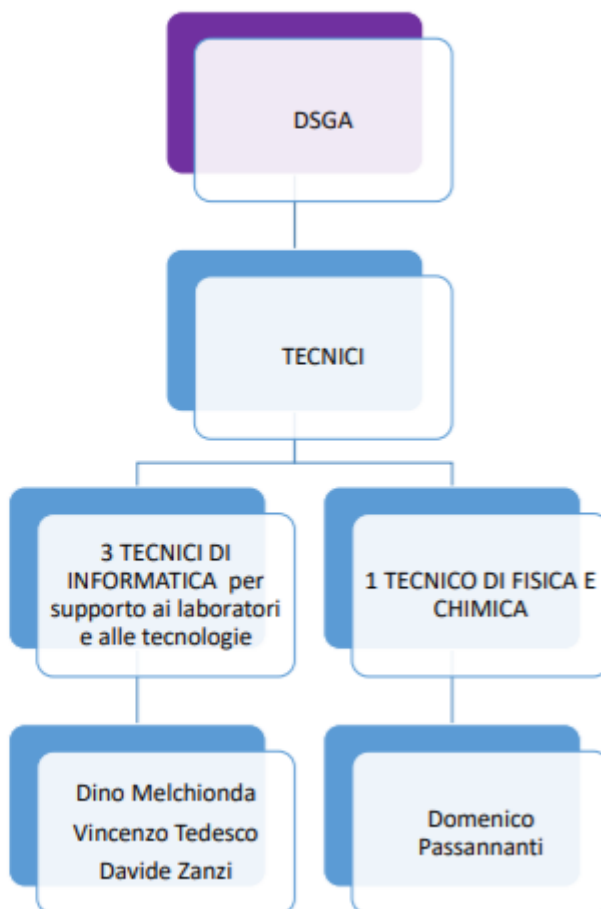 DSGA
TECNICI
3 TECNICI DI
INFORMATICA per
supporto ai laboratori
e alle tecnologie
1 TECNICO DI FISICA E
CHIMICA
Dino Melchionda
Vincenzo Tedesco
Davide Zanzi
Domenico
Passannanti